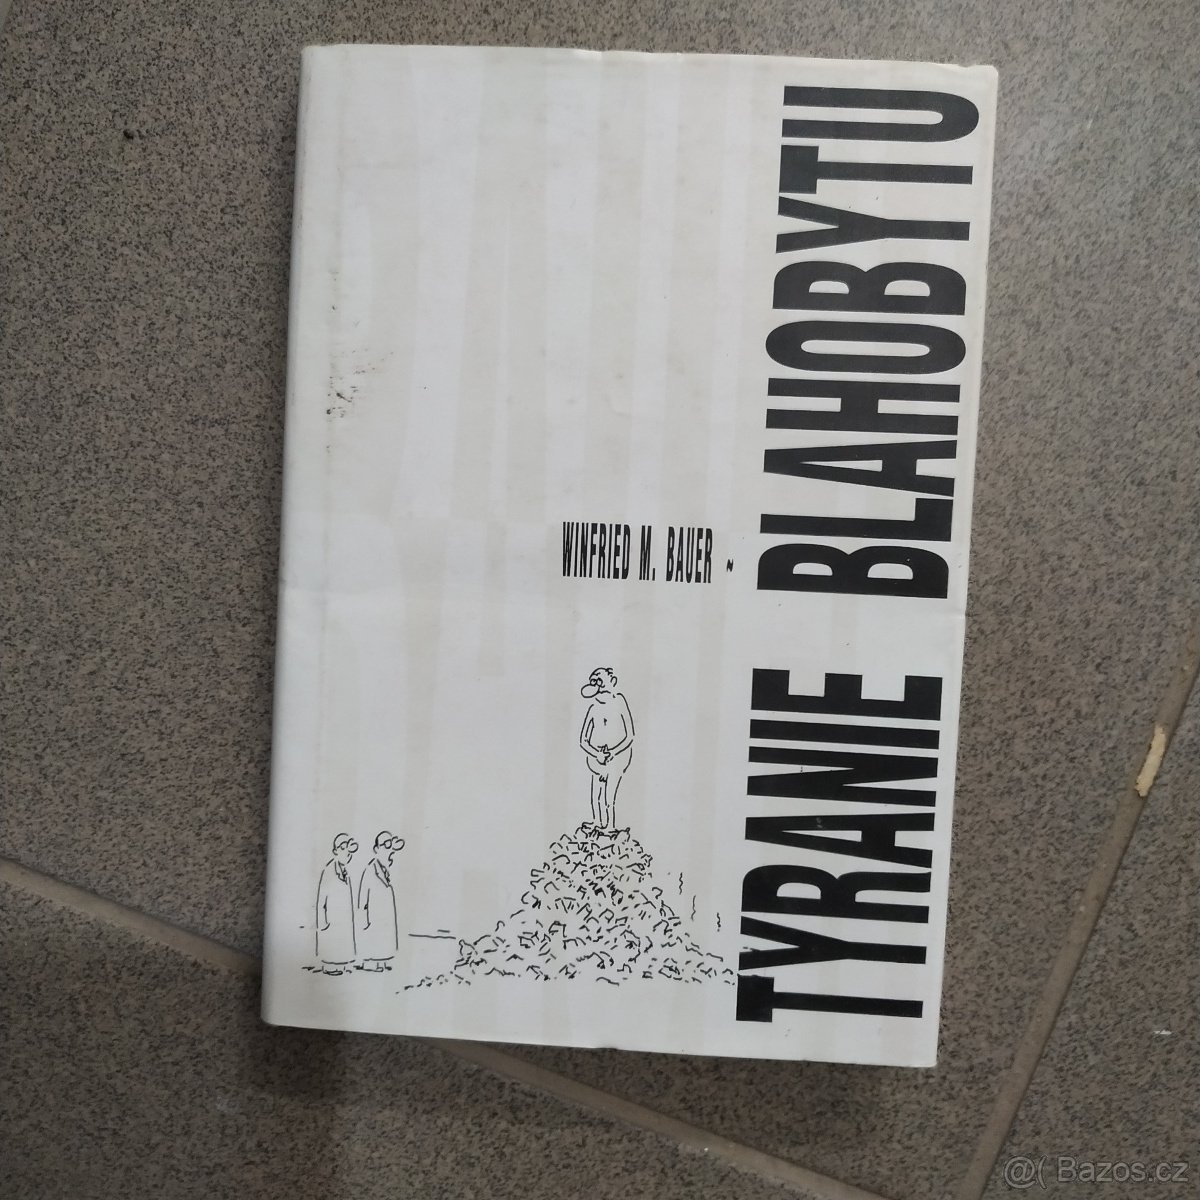 WINFRIED M. BAUER ~
TYRANIE BLAHOBYTU
@( Bazos.cz